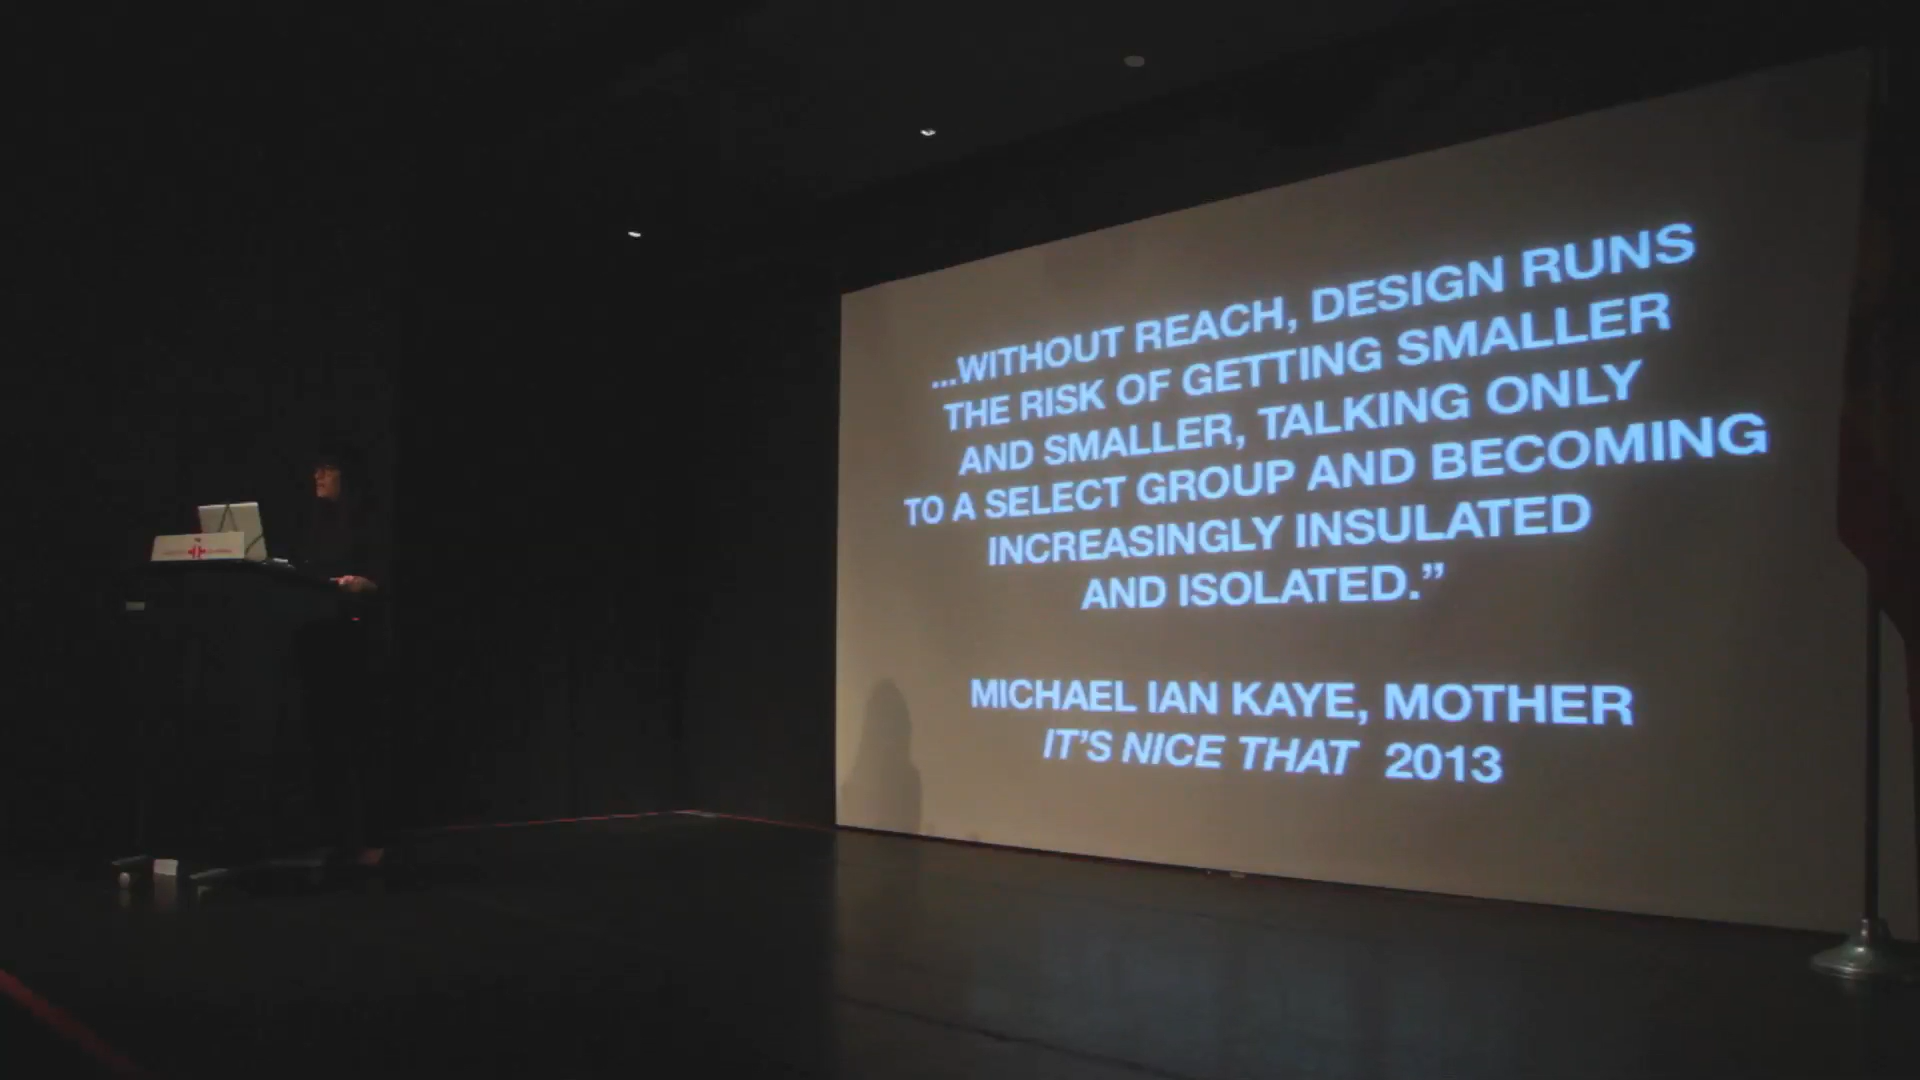 ...WITHOUT REACH, DESIGN RUNS
THE RISK OF GETTING SMALLER
AND SMALLER, TALKING ONLY
TO A SELECT GROUP AND BECOMING
INCREASINGLY INSULATED
AND ISOLATED.”
MICHAEL IAN KAYE, MOTHER
IT’S NICE THAT 2013